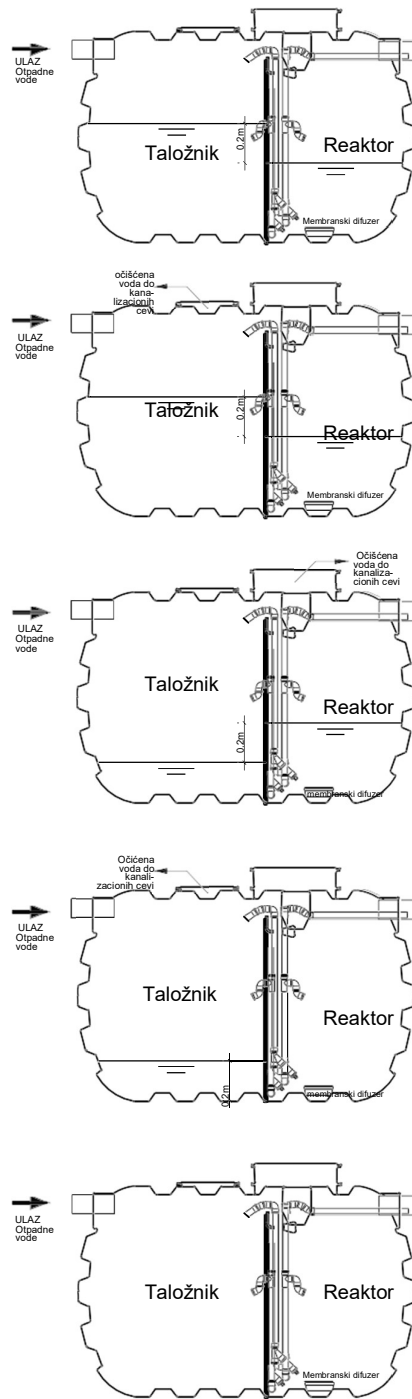 ULAZ
Otpadne
vode
Taložnik
0,2m
Reaktor
Membranski difuzer
očišćena
voda do
kana-
lizacionih
cevi
ULAZ
Otpadne
vode
Taložnik
0,2m
Reaktor
Membranski difuzer
Očišćena
voda do
kanaliza-
cionih cevi
ULAZ
Otpadne
vode
Taložnik
Reaktor
0,2m
membranski difuzer
Očićena
voda do
kanali-
zacionih cevi
ULAZ
Otpadne
vode
Taložnik
Reaktor
0,2m
membranski difuzer
ULAZ
Otpadne
vode
Taložnik
Reaktor
Membranski difuzer